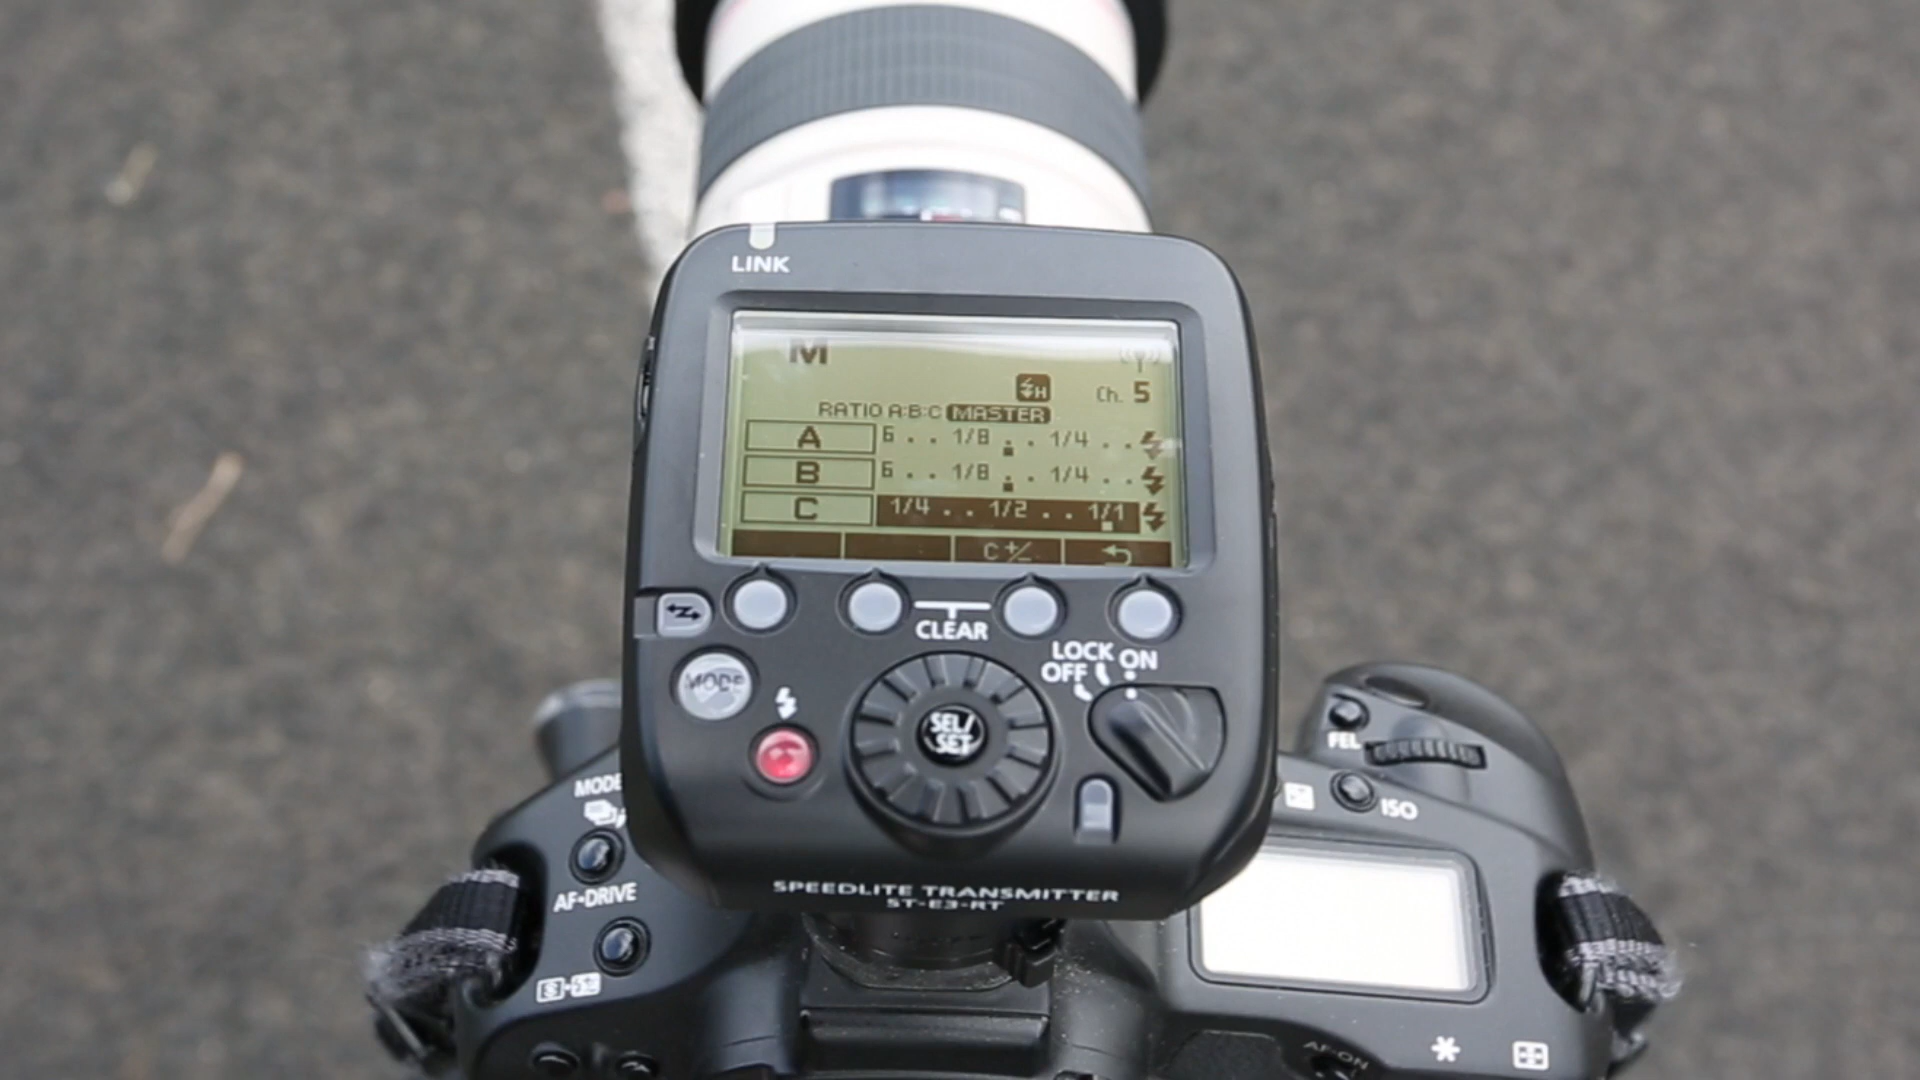 LINK
M
H
Ch. 5
RATIO A:B:C MASTER
A 6 . . 1/8 . . 1/4 . .
B 6 . . 1/8 . . 1/4 . .
C 1/4 . . 1/2 . . 1/1
C +/-
CLEAR
LOCK
OFF ON
MODE
SEL/
SET
FEL
MODE
ISO
AF•DRIVE
SPEEDLITE TRANSMITTER
ST-E3-RT
AF-ON